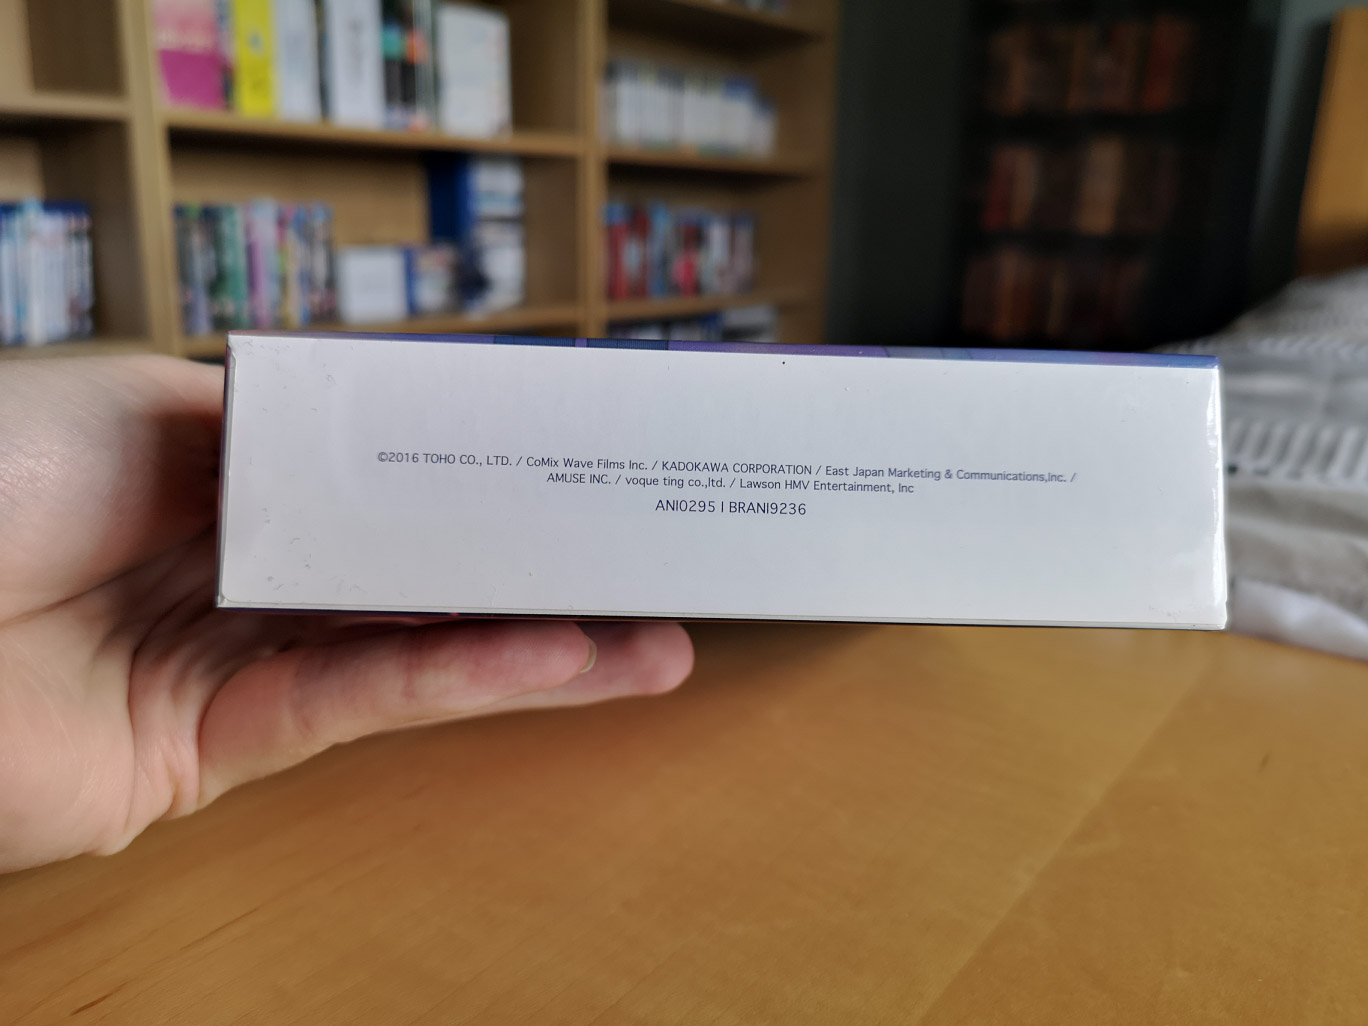 ©2016 TOHO CO., LTD. / CoMix Wave Films Inc. / KADOKAWA CORPORATION / East Japan Marketing & Communications,Inc. /
AMUSE INC. / voque ting co.,ltd. / Lawson HMV Entertainment, Inc
ANI0295 | BRANI9236